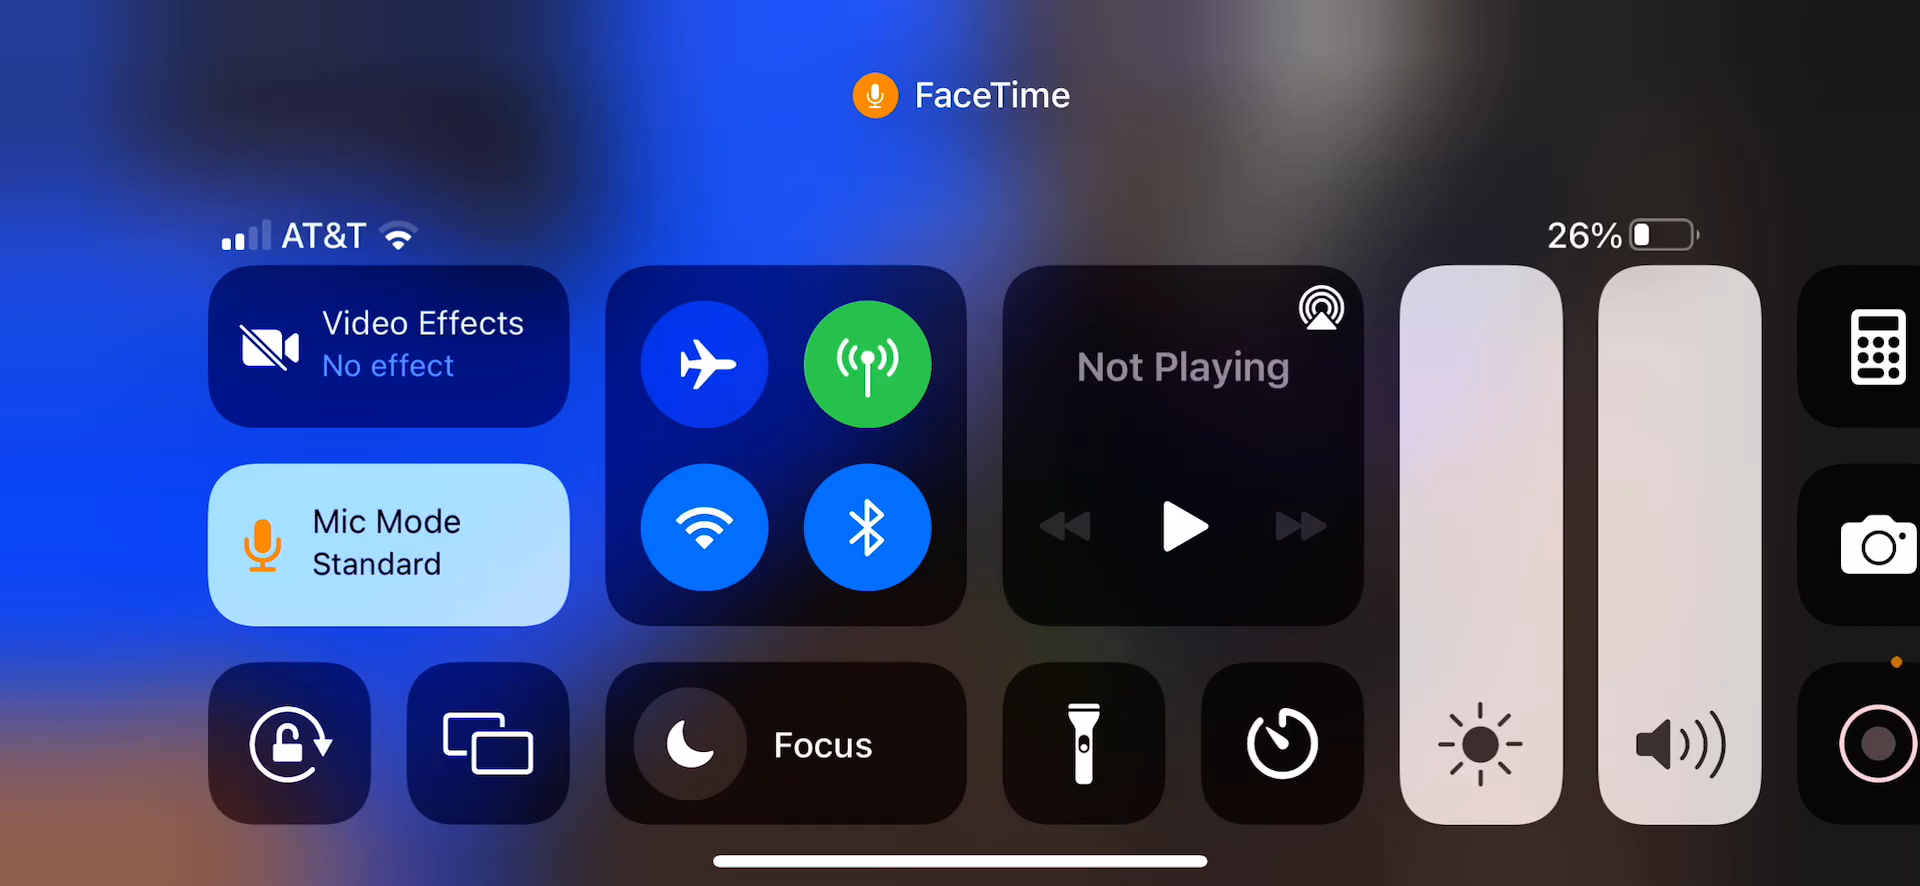 FaceTime
AT&T
26%
Video Effects
No effect
Not Playing
Mic Mode
Standard
Focus